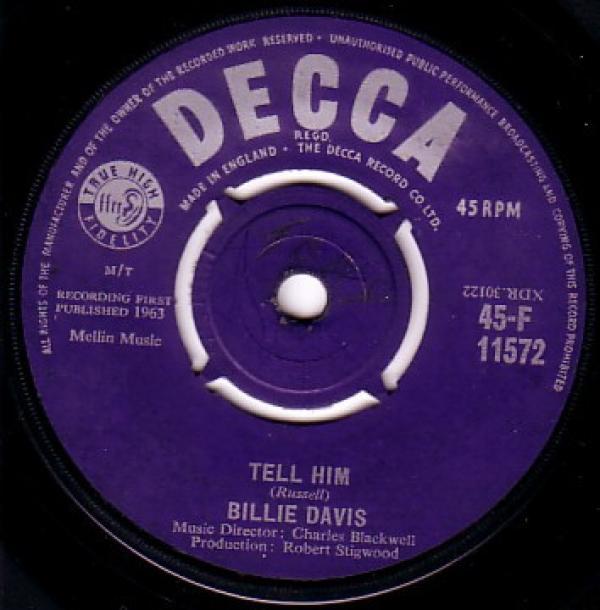 ALL RIGHTS OF THE MANUFACTURER AND OF THE OWNER OF THE RECORDED WORK RESERVED • UNAUTHORISED PUBLIC PERFORMANCE BROADCASTING AND COPYING OF THIS RECORD PROHIBITED
DECCA
REGD.
MADE IN ENGLAND • THE DECCA RECORD CO LTD.
TRUE HIGH
ffrr
FIDELITY
45 RPM
M/T
RECORDING FIRST
PUBLISHED 1963
Mellin Music
XDR.30122
45-F
11572
TELL HIM
(Russell)
BILLIE DAVIS
Music Director: Charles Blackwell
Production: Robert Stigwood